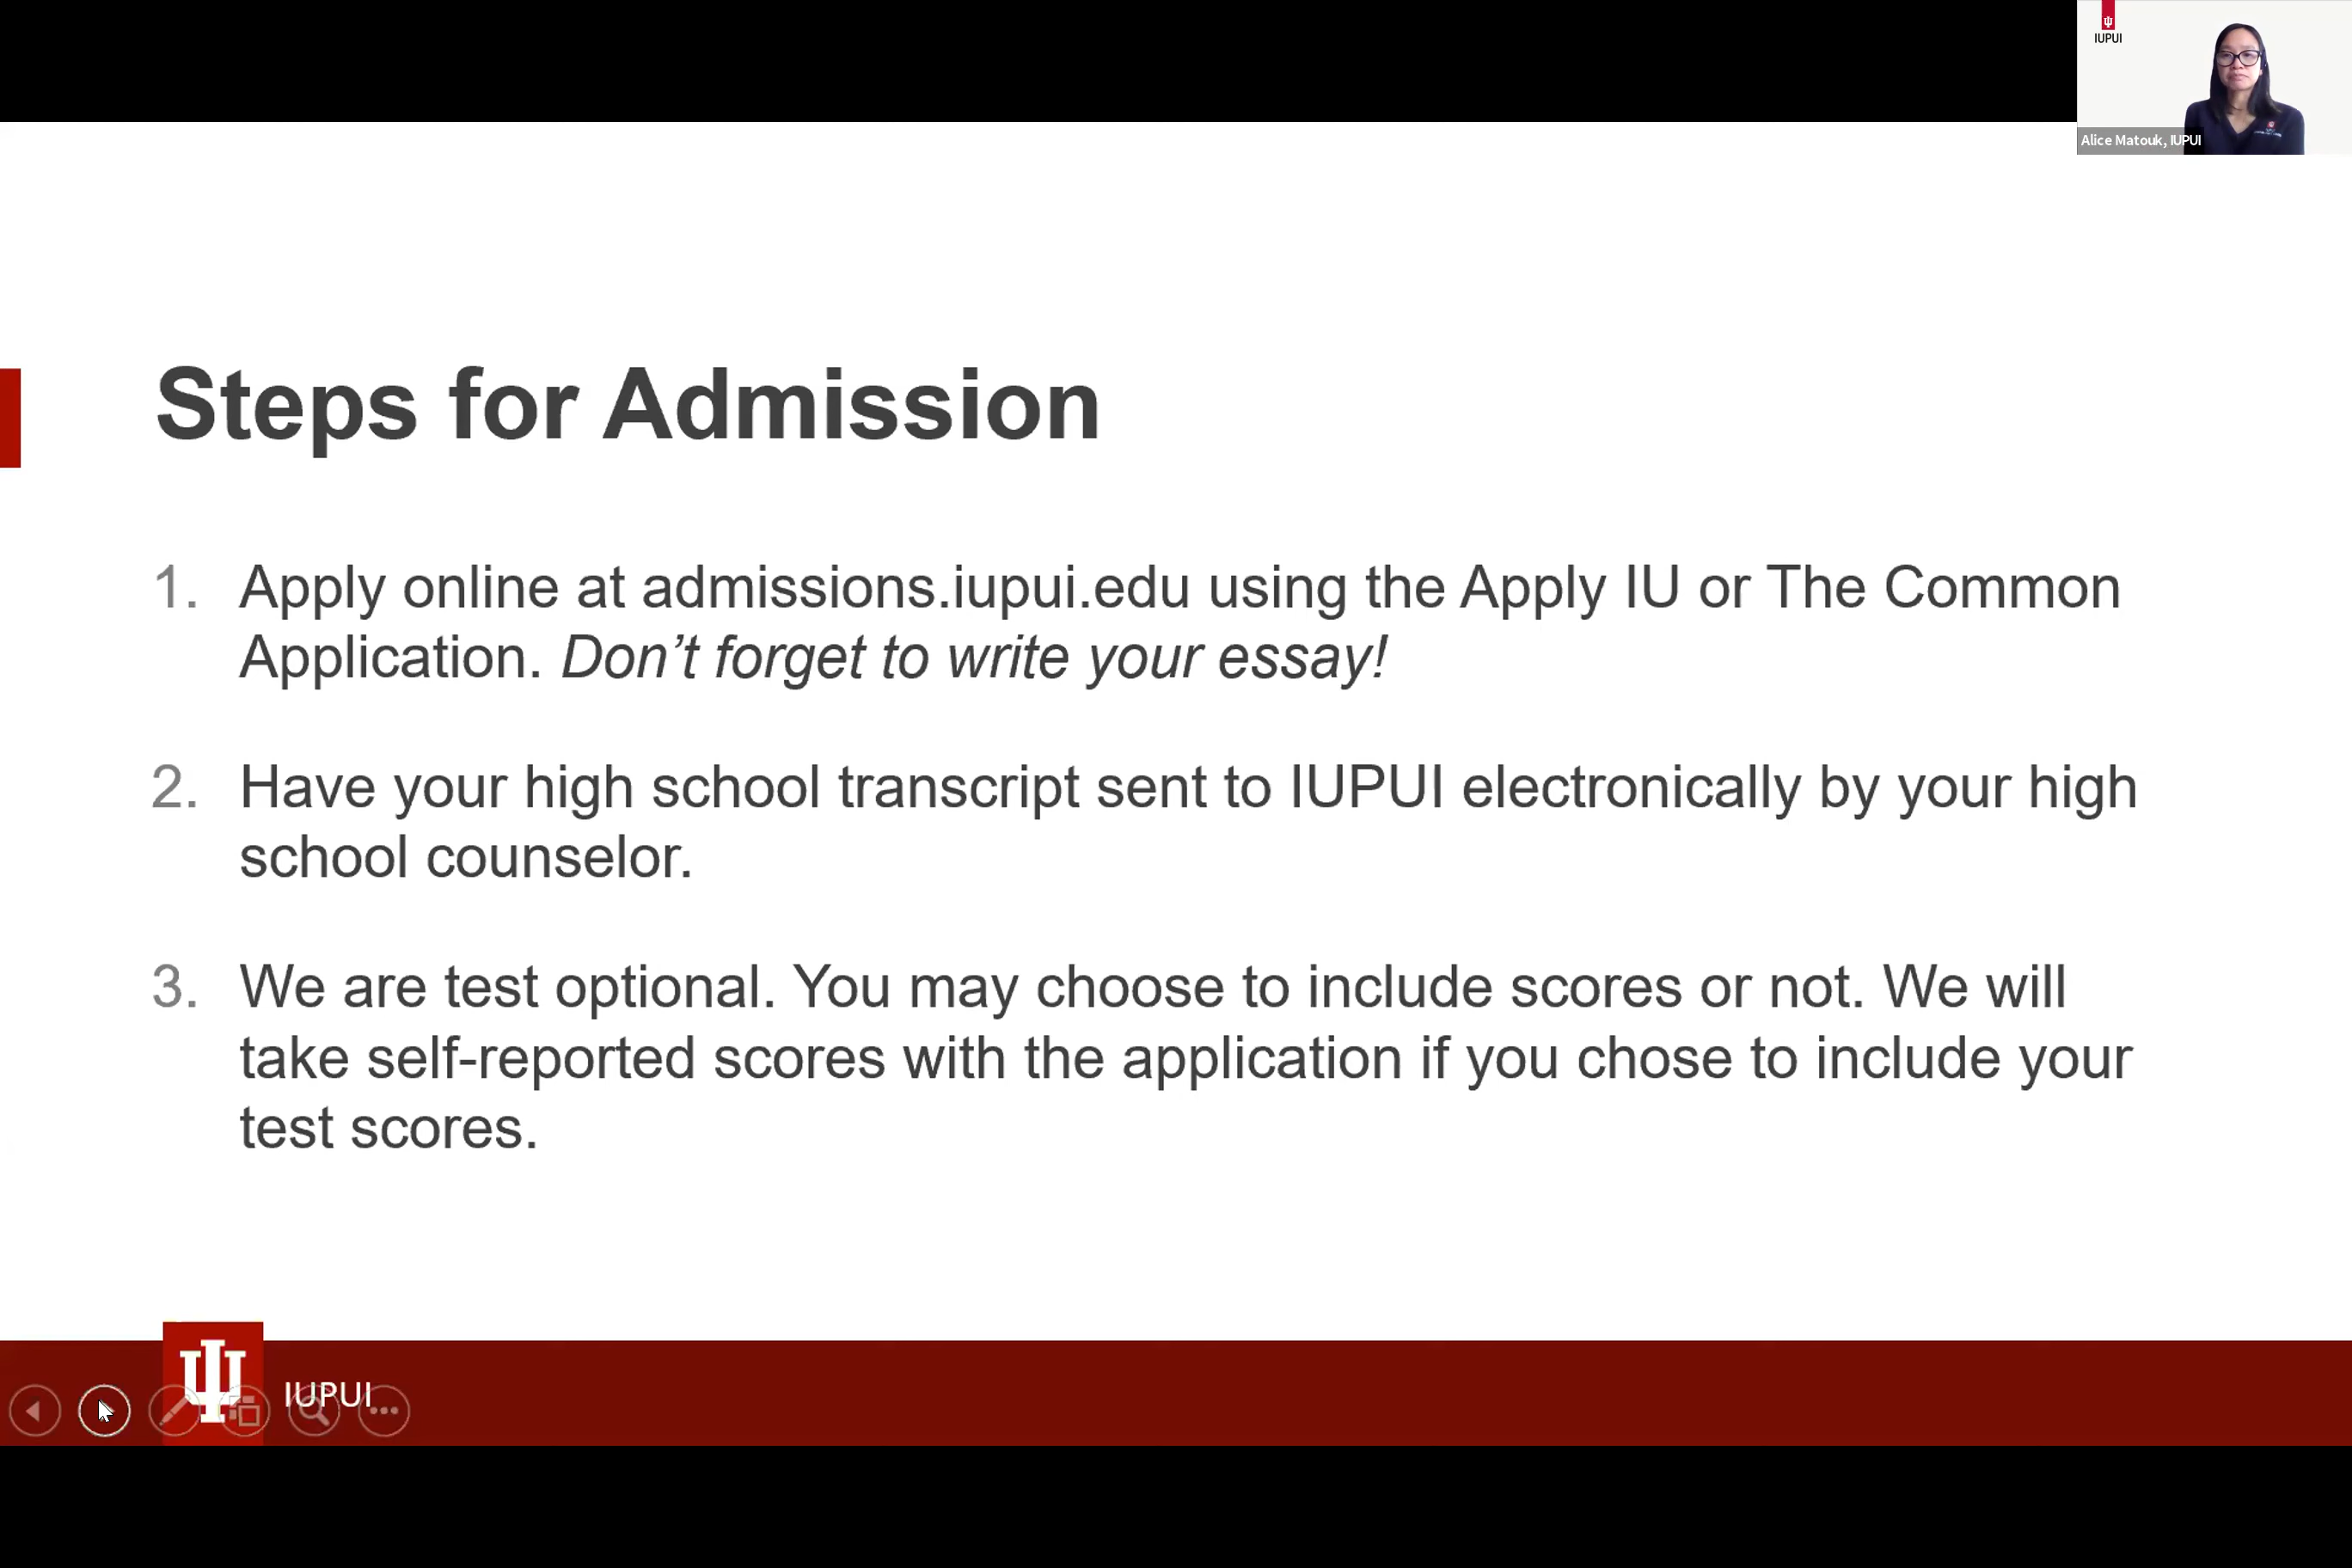 IUPUI
Alice Matouk, IUPUI
Steps for Admission
1. Apply online at admissions.iupui.edu using the Apply IU or The Common
Application. Don’t forget to write your essay!
2. Have your high school transcript sent to IUPUI electronically by your high
school counselor.
3. We are test optional. You may choose to include scores or not. We will
take self-reported scores with the application if you chose to include your
test scores.
IUPUI